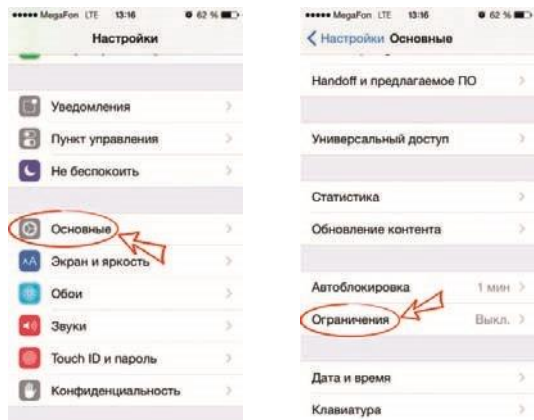 MegaFon LTE 13:16 62 %
Настройки
Уведомления
Пункт управления
Не беспокоить
Основные
AA Экран и яркость
Обои
Звуки
Touch ID и пароль
Конфиденциальность
MegaFon LTE 13:16 62 %
Настройки Основные
Handoff и предлагаемое ПО
Универсальный доступ
Статистика
Обновление контента
Автоблокировка 1 мин
Ограничения Выкл.
Дата и время
Клавиатура